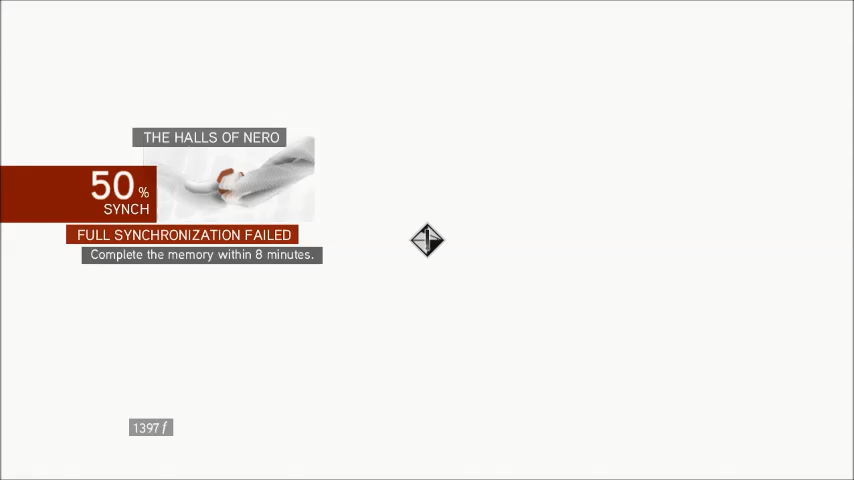 THE HALLS OF NERO
50 %
SYNCH
FULL SYNCHRONIZATION FAILED
Complete the memory within 8 minutes.
1397 f